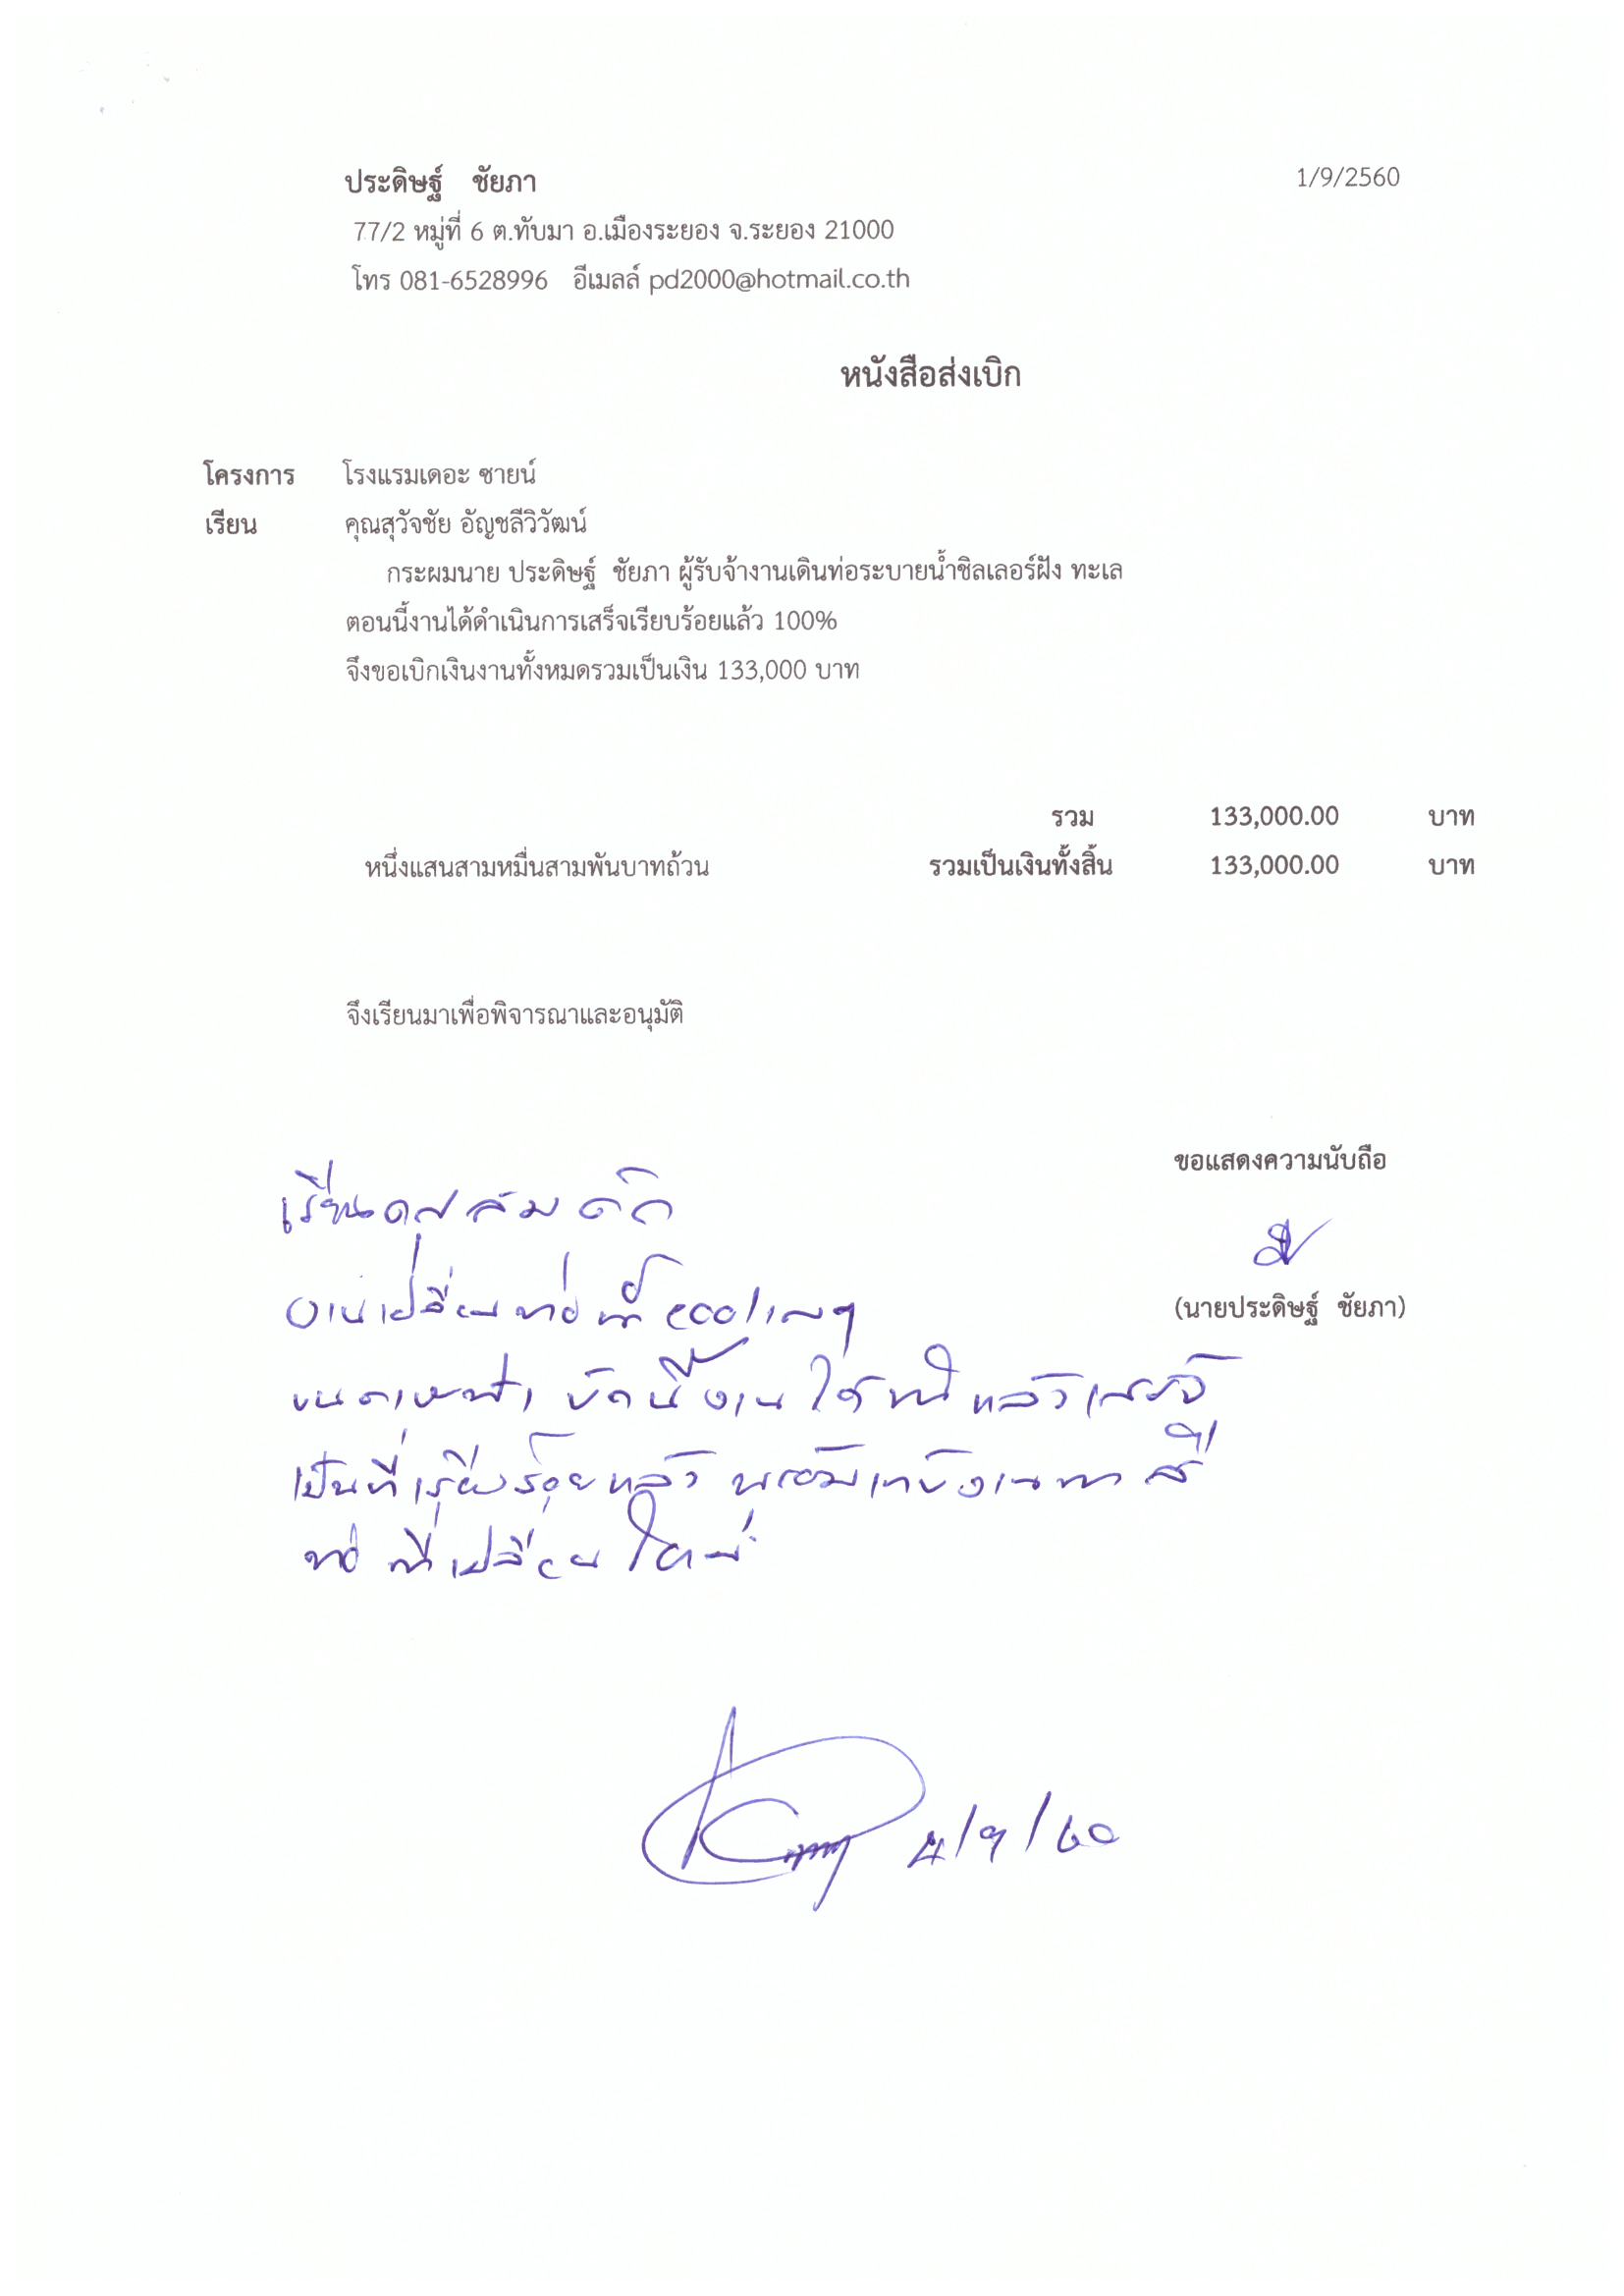 ประดิษฐ์ ชัยภา 1/9/2560
77/2 หมู่ที่ 6 ต.ทับมา อ.เมืองระยอง จ.ระยอง 21000
โทร 081-6528996 อีเมลล์ pd2000@hotmail.co.th
หนังสือส่งเบิก
โครงการ โรงแรมเดอะ ซายน์
เรียน คุณสุวัจชัย อัญชลีวิวัฒน์
กระผมนาย ประดิษฐ์ ชัยภา ผู้รับจ้างงานเดินท่อระบายน้ำชิลเลอร์ฝั่ง ทะเล
ตอนนี้งานได้ดำเนินการเสร็จเรียบร้อยแล้ว 100%
จึงขอเบิกเงินงานทั้งหมดรวมเป็นเงิน 133,000 บาท
รวม 133,000.00 บาท
หนึ่งแสนสามหมื่นสามพันบาทถ้วน รวมเป็นเงินทั้งสิ้น 133,000.00 บาท
จึงเรียนมาเพื่อพิจารณาและอนุมัติ
ขอแสดงความนับถือ
เรียนคุณ
(นายประดิษฐ์ ชัยภา)
งานเปลี่ยนท่อ cooling
บัดนี้งานได้ แล้วเสร็จ
เป็นที่เรียบร้อยแล้ว พร้อม งานทาสี
ท่อที่เปลี่ยนใหม่
4/9/60